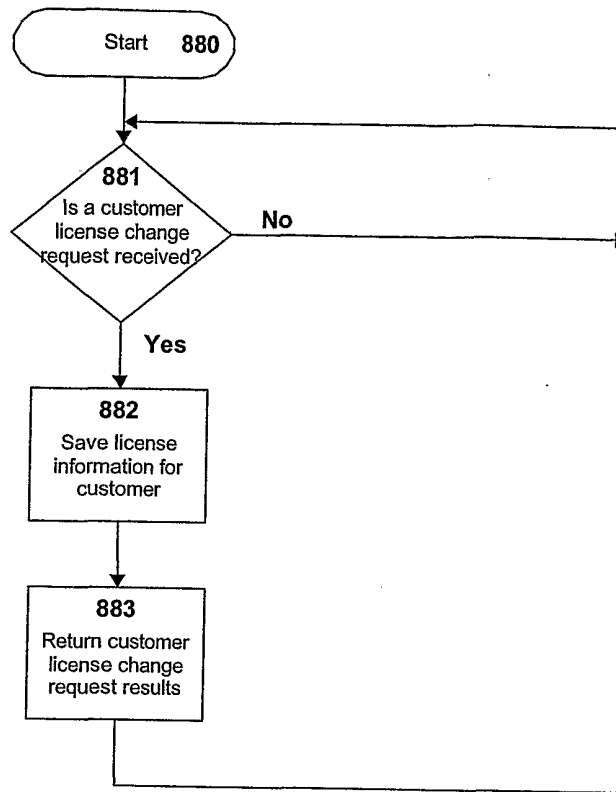 Start 880
881
Is a customer
license change
request received?
No
Yes
882
Save license
information for
customer
883
Return customer
license change
request results